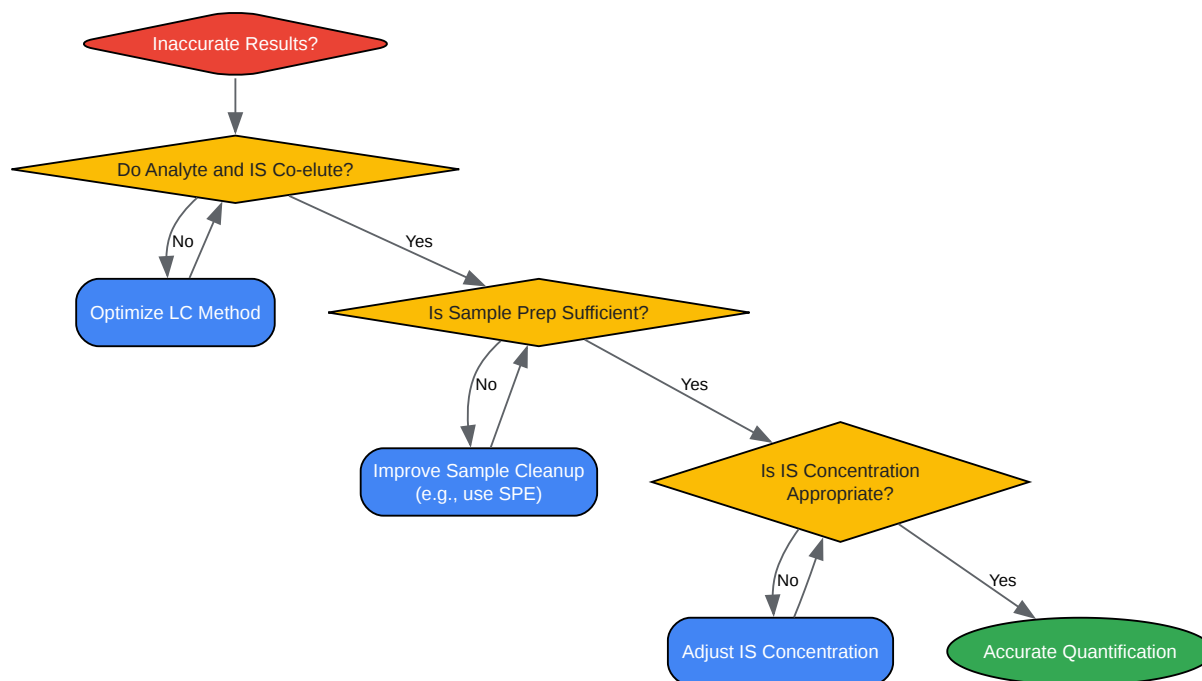 Inaccurate Results?
Do Analyte and IS Co-elute?
No
Yes
Optimize LC Method
Is Sample Prep Sufficient?
No
Yes
Improve Sample Cleanup
(e.g., use SPE)
Is IS Concentration
Appropriate?
No
Yes
Adjust IS Concentration
Accurate Quantification